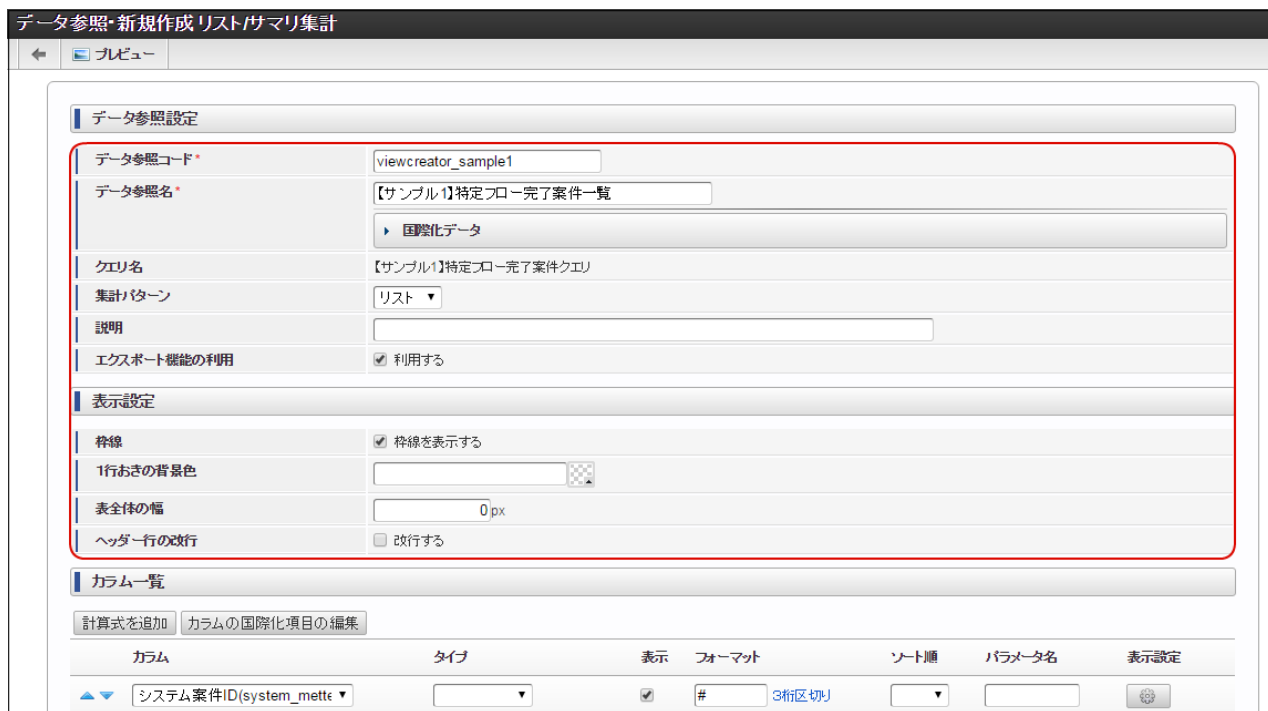 データ参照・新規作成 リスト/サマリ集計
プレビュー
データ参照設定
データ参照コード* viewcreator_sample1
データ参照名* 【サンプル1】特定フロー完了案件一覧
国際化データ
クエリ名 【サンプル1】特定フロー完了案件クエリ
集計パターン リスト
説明
エクスポート機能の利用 利用する
表示設定
枠線 枠線を表示する
1行おきの背景色
表全体の幅 0 px
ヘッダー行の改行 改行する
カラム一覧
計算式を追加 カラムの国際化項目の編集
カラム タイプ 表示 フォーマット ソート順 パラメータ名 表示設定
システム案件ID(system_matte # 3桁区切り